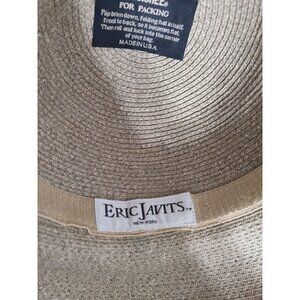 FOR PACKING
Flip brim down, folding hat in half,
front to back, so it becomes flat.
Then roll and tuck into the corner
of your bag.
MADE IN U.S.A.
ERIC JAVITS™
NEW YORK